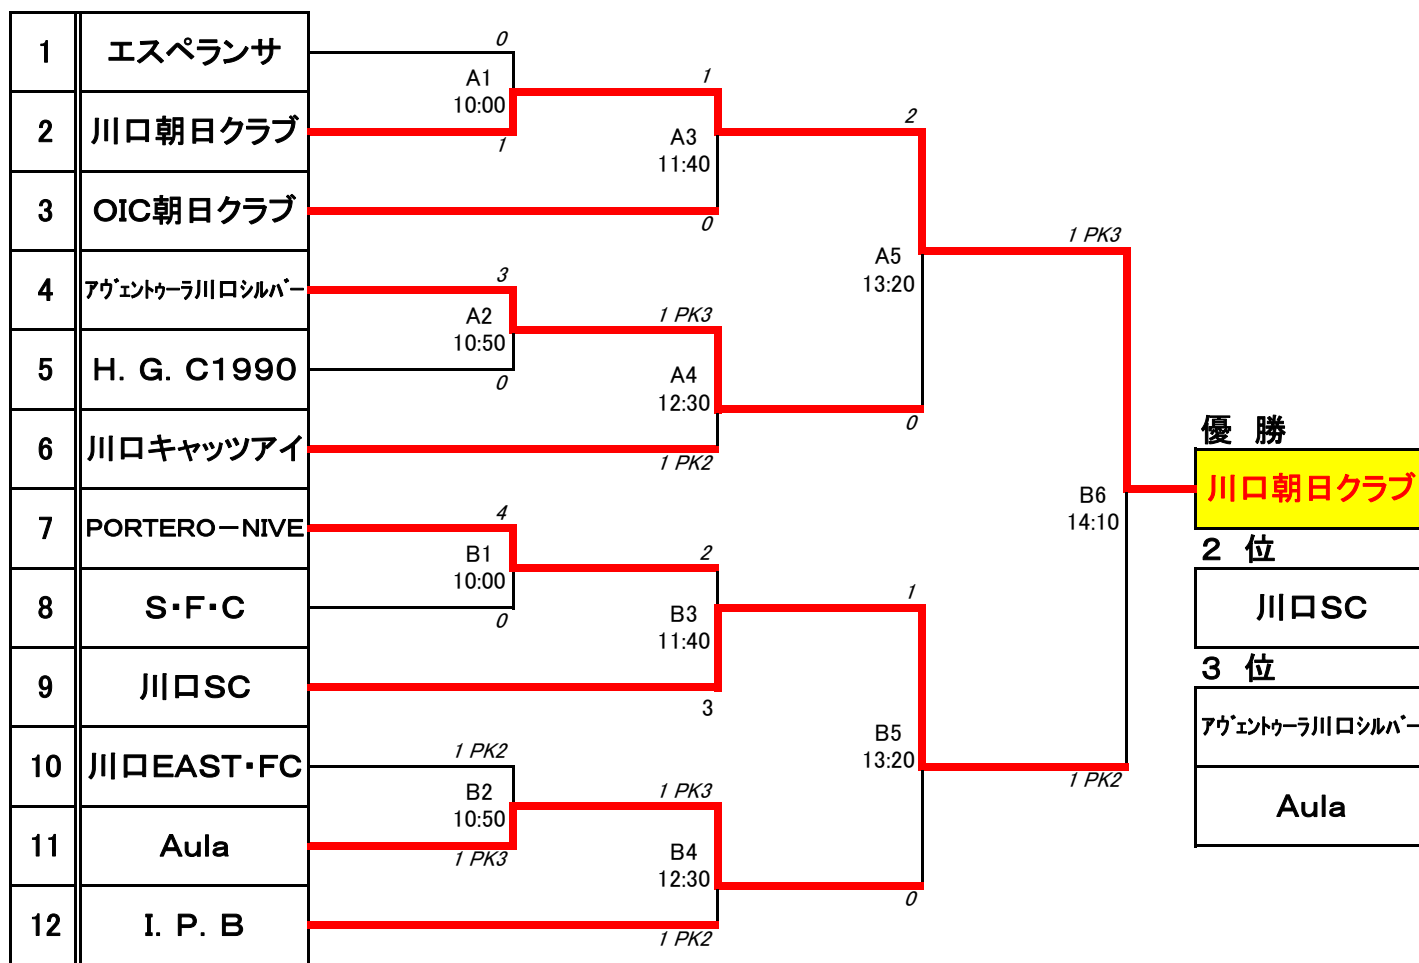 1 エスペランサ 0
A1
10:00
2 川口朝日クラブ 1
1
A3
11:40
3 OIC朝日クラブ 0
2
4 アヴェントゥーラ川口シルバー 3
A2
10:50
5 H. G. C1990 0
1 PK3
A4
12:30
6 川口キャッツアイ 1 PK2
A5
13:20
0
1 PK3
7 PORTERO－NIVE 4
B1
10:00
8 S・F・C 0
2
B3
11:40
9 川口SC 3
1
10 川口EAST・FC 1 PK2
B2
10:50
11 Aula 1 PK3
1 PK3
B4
12:30
12 I. P. B 1 PK2
B5
13:20
0
1 PK2
B6
14:10
優 勝
川口朝日クラブ
2 位
川口SC
3 位
アヴェントゥーラ川口シルバー
Aula